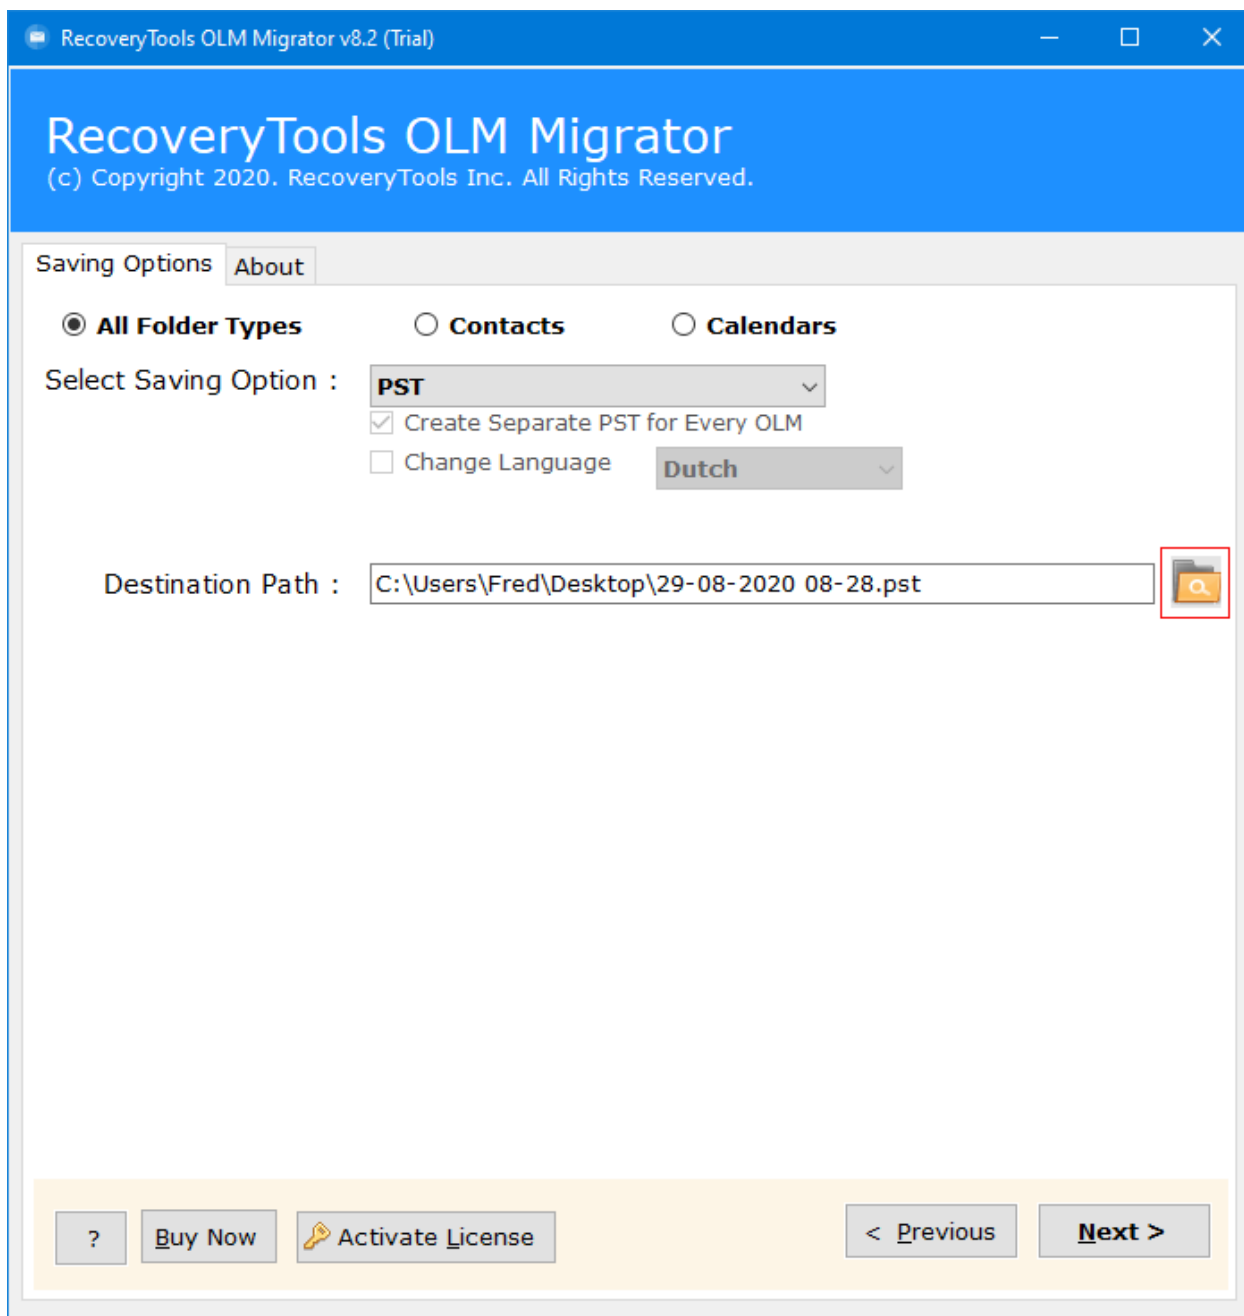 RecoveryTools OLM Migrator v8.2 (Trial)
RecoveryTools OLM Migrator
(c) Copyright 2020. RecoveryTools Inc. All Rights Reserved.
Saving Options About
All Folder Types Contacts Calendars
Select Saving Option : PST
Create Separate PST for Every OLM
Change Language Dutch
Destination Path : C:\Users\Fred\Desktop\29-08-2020 08-28.pst
? Buy Now Activate License < Previous Next >